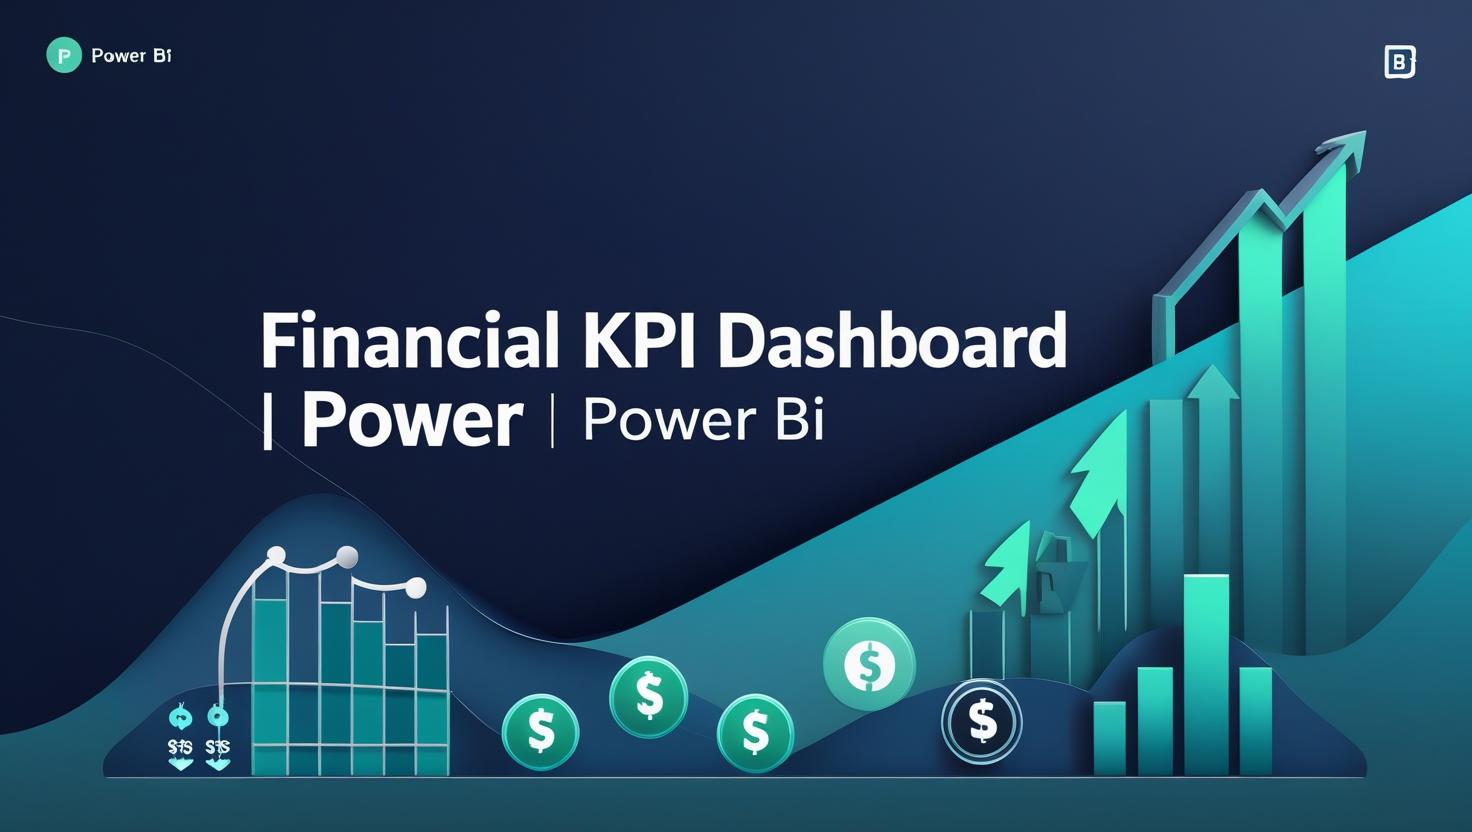 Power Bi
B
Financial KPI Dashboard
| Power | Power Bi
$ $ $ $ $